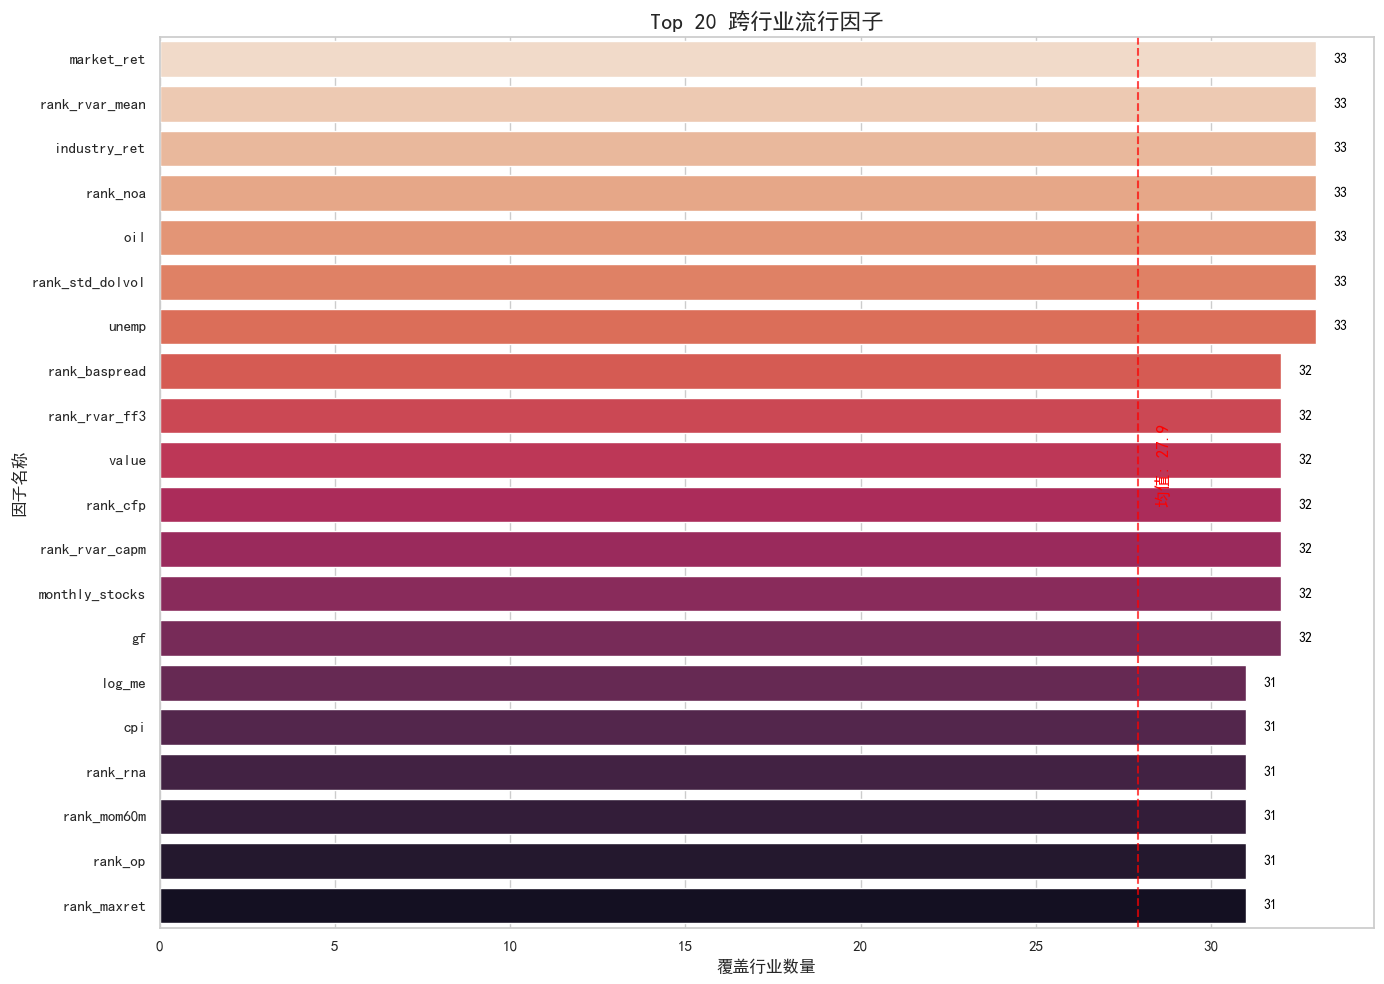 Top 20 跨行业流行因子
因子名称
market_ret 33
rank_rvar_mean 33
industry_ret 33
rank_noa 33
oil 33
rank_std_dolvol 33
unemp 33
rank_baspread 32
rank_rvar_ff3 32
value 32
rank_cfp 32
rank_rvar_capm 32
monthly_stocks 32
gf 32
log_me 31
cpi 31
rank_rna 31
rank_mom60m 31
rank_op 31
rank_maxret 31
均值: 27.9
0 5 10 15 20 25 30
覆盖行业数量